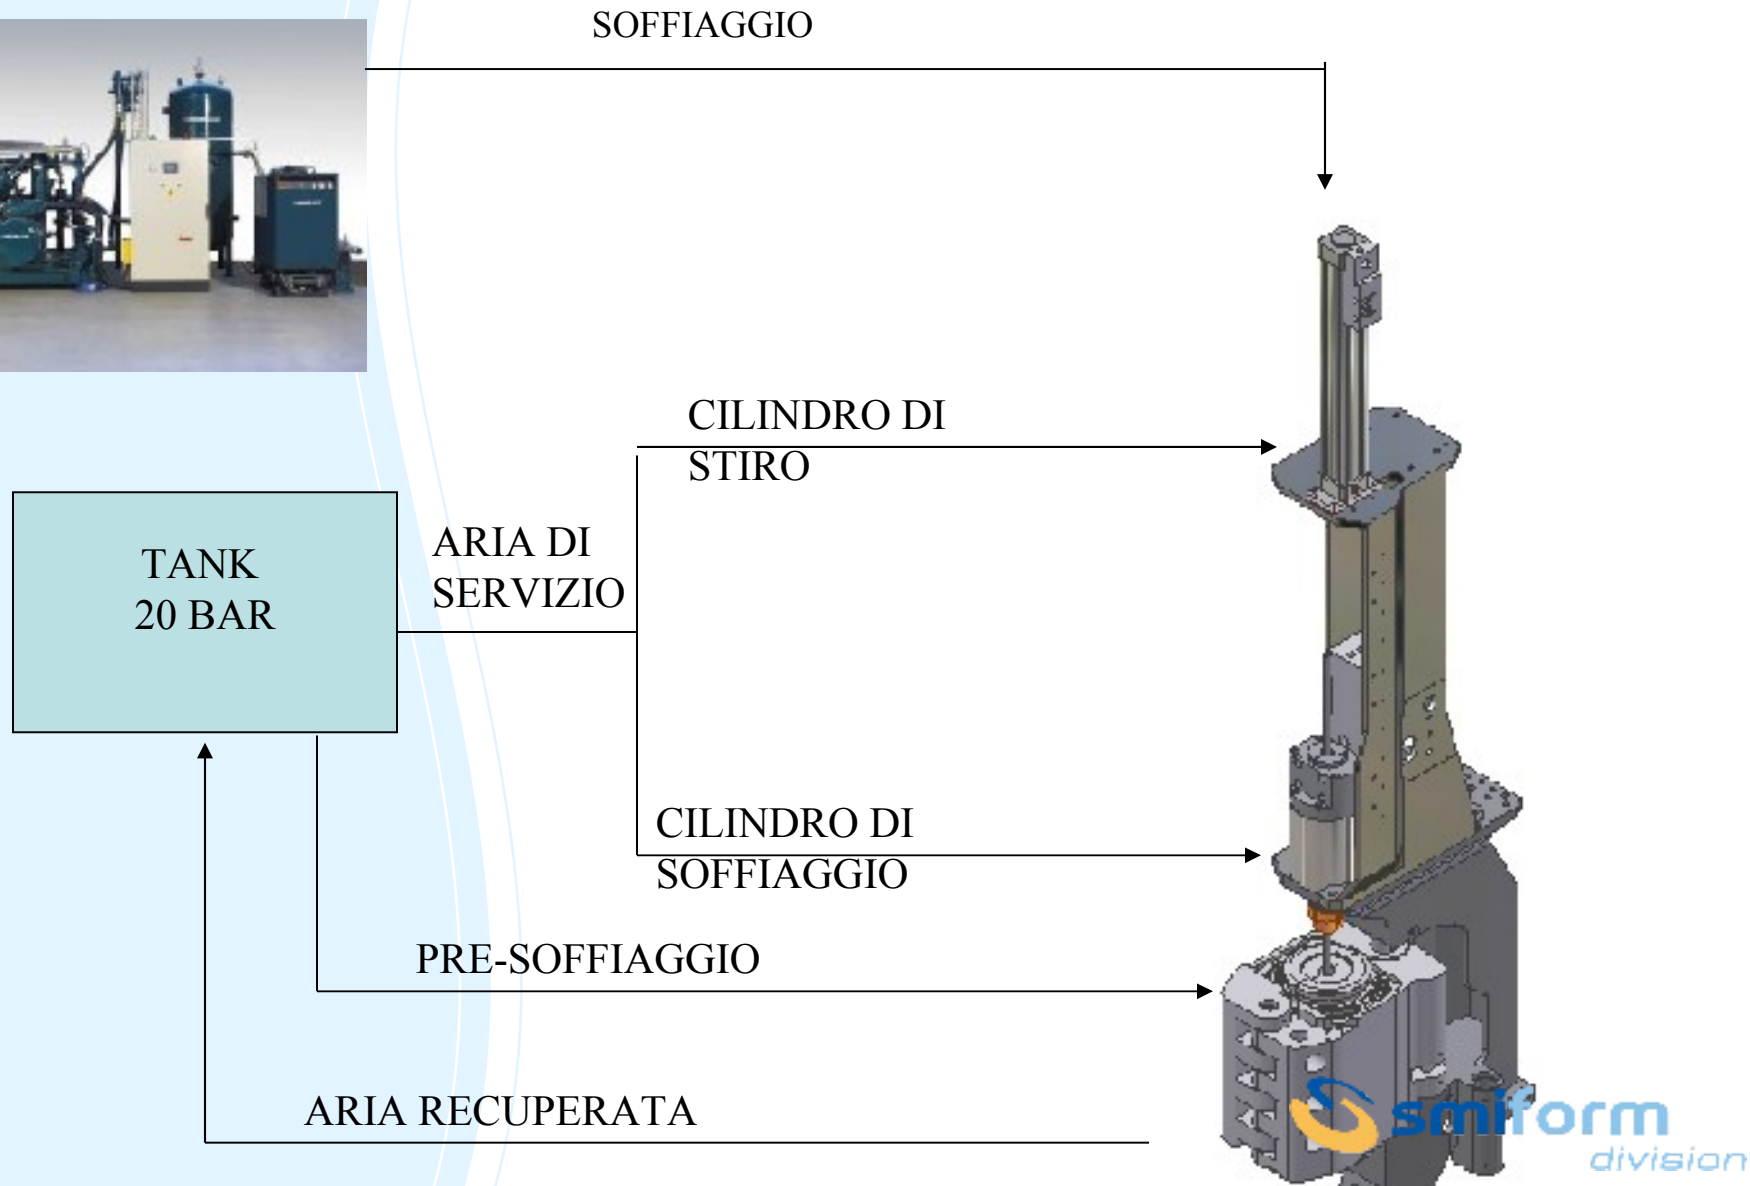 SOFFIAGGIO
CILINDRO DI
STIRO
TANK
20 BAR
ARIA DI
SERVIZIO
CILINDRO DI
SOFFIAGGIO
PRE-SOFFIAGGIO
ARIA RECUPERATA
smiform
division